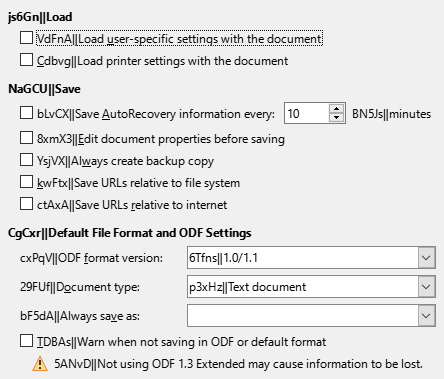 js6Gn||Load
VdFnA||Load user-specific settings with the document
Cdbvg||Load printer settings with the document
NaGCU||Save
bLvCX||Save AutoRecovery information every: 10 BN5Js||minutes
8xmX3||Edit document properties before saving
YsjVX||Always create backup copy
kwFtx||Save URLs relative to file system
ctAxA||Save URLs relative to internet
CgCxr||Default File Format and ODF Settings
cxPqV||ODF format version: 6Tfns||1.0/1.1
29FUf||Document type: p3xHz||Text document
bF5dA||Always save as:
TDBAs||Warn when not saving in ODF or default format
5ANvD||Not using ODF 1.3 Extended may cause information to be lost.